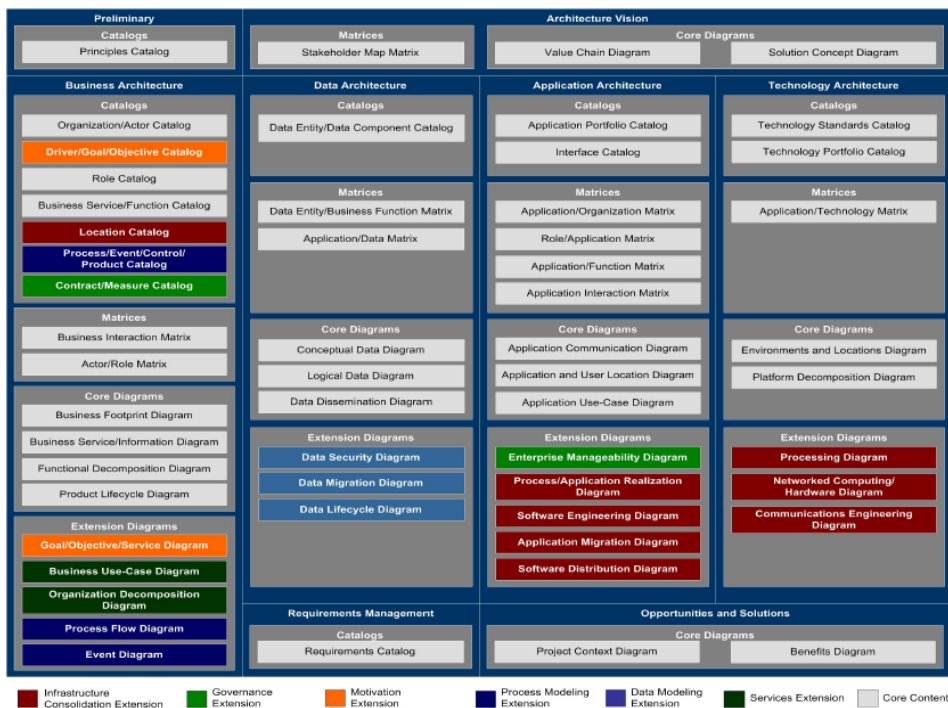 Preliminary
Catalogs
Principles Catalog
Architecture Vision
Matrices
Stakeholder Map Matrix
Core Diagrams
Value Chain Diagram
Solution Concept Diagram
Business Architecture
Catalogs
Organization/Actor Catalog
Driver/Goal/Objective Catalog
Role Catalog
Business Service/Function Catalog
Location Catalog
Process/Event/Control/
Product Catalog
Contract/Measure Catalog
Matrices
Business Interaction Matrix
Actor/Role Matrix
Core Diagrams
Business Footprint Diagram
Business Service/Information Diagram
Functional Decomposition Diagram
Product Lifecycle Diagram
Extension Diagrams
Goal/Objective/Service Diagram
Business Use-Case Diagram
Organization Decomposition
Diagram
Process Flow Diagram
Event Diagram
Data Architecture
Catalogs
Data Entity/Data Component Catalog
Matrices
Data Entity/Business Function Matrix
Application/Data Matrix
Core Diagrams
Conceptual Data Diagram
Logical Data Diagram
Data Dissemination Diagram
Extension Diagrams
Data Security Diagram
Data Migration Diagram
Data Lifecycle Diagram
Application Architecture
Catalogs
Application Portfolio Catalog
Interface Catalog
Matrices
Application/Organization Matrix
Role/Application Matrix
Application/Function Matrix
Application Interaction Matrix
Core Diagrams
Application Communication Diagram
Application and User Location Diagram
Application Use-Case Diagram
Extension Diagrams
Enterprise Manageability Diagram
Process/Application Realization
Diagram
Software Engineering Diagram
Application Migration Diagram
Software Distribution Diagram
Technology Architecture
Catalogs
Technology Standards Catalog
Technology Portfolio Catalog
Matrices
Application/Technology Matrix
Core Diagrams
Environments and Locations Diagram
Platform Decomposition Diagram
Extension Diagrams
Processing Diagram
Networked Computing/
Hardware Diagram
Communications Engineering
Diagram
Requirements Management
Catalogs
Requirements Catalog
Opportunities and Solutions
Core Diagrams
Project Context Diagram
Benefits Diagram
Infrastructure
Consolidation Extension
Governance
Extension
Motivation
Extension
Process Modeling
Extension
Data Modeling
Extension
Services Extension
Core Content